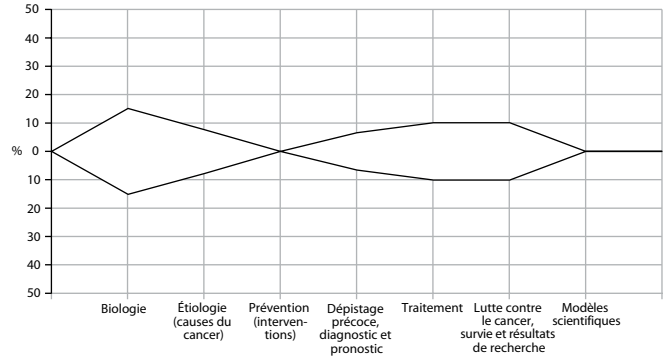 50
40
30
20
10
% 0
10
20
30
40
50
Biologie
Étiologie
(causes du
cancer)
Prévention
(interven-
tions)
Dépistage
précoce,
diagnostic et
pronostic
Traitement
Lutte contre
le cancer,
survie et résultats
de recherche
Modèles
scientifiques